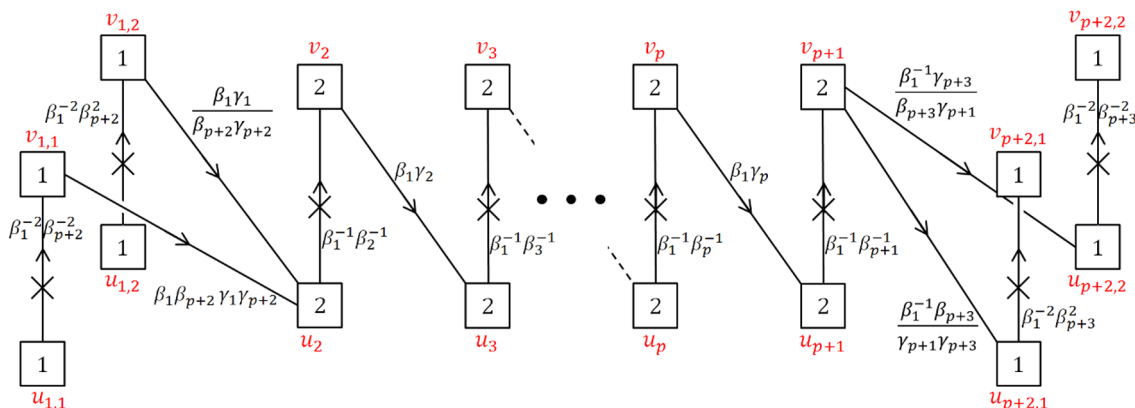 v_{1,2}
v_2
v_3
v_p
v_{p+1}
v_{p+2,2}
1
2
2
2
2
1
β_1^{-2}β_{p+2}^{2}
\frac{β_1γ_1}{β_{p+2}γ_{p+2}}
\frac{β_1^{-1}γ_{p+3}}{β_{p+3}γ_{p+1}}
β_1^{-2}β_{p+3}^{-2}
v_{1,1}
v_{p+2,1}
1
β_1γ_2
β_1γ_p
1
β_1^{-2}β_{p+2}^{-2}
β_1^{-1}β_2^{-1}
β_1^{-1}β_3^{-1}
• • •
β_1^{-1}β_p^{-1}
β_1^{-1}β_{p+1}^{-1}
1
1
u_{1,2}
u_{p+2,2}
β_1β_{p+2}γ_1γ_{p+2}
2
2
2
2
\frac{β_1^{-1}β_{p+3}}{γ_{p+1}γ_{p+3}}
β_1^{-2}β_{p+3}^{2}
u_2
u_3
u_p
u_{p+1}
1
1
u_{1,1}
u_{p+2,1}